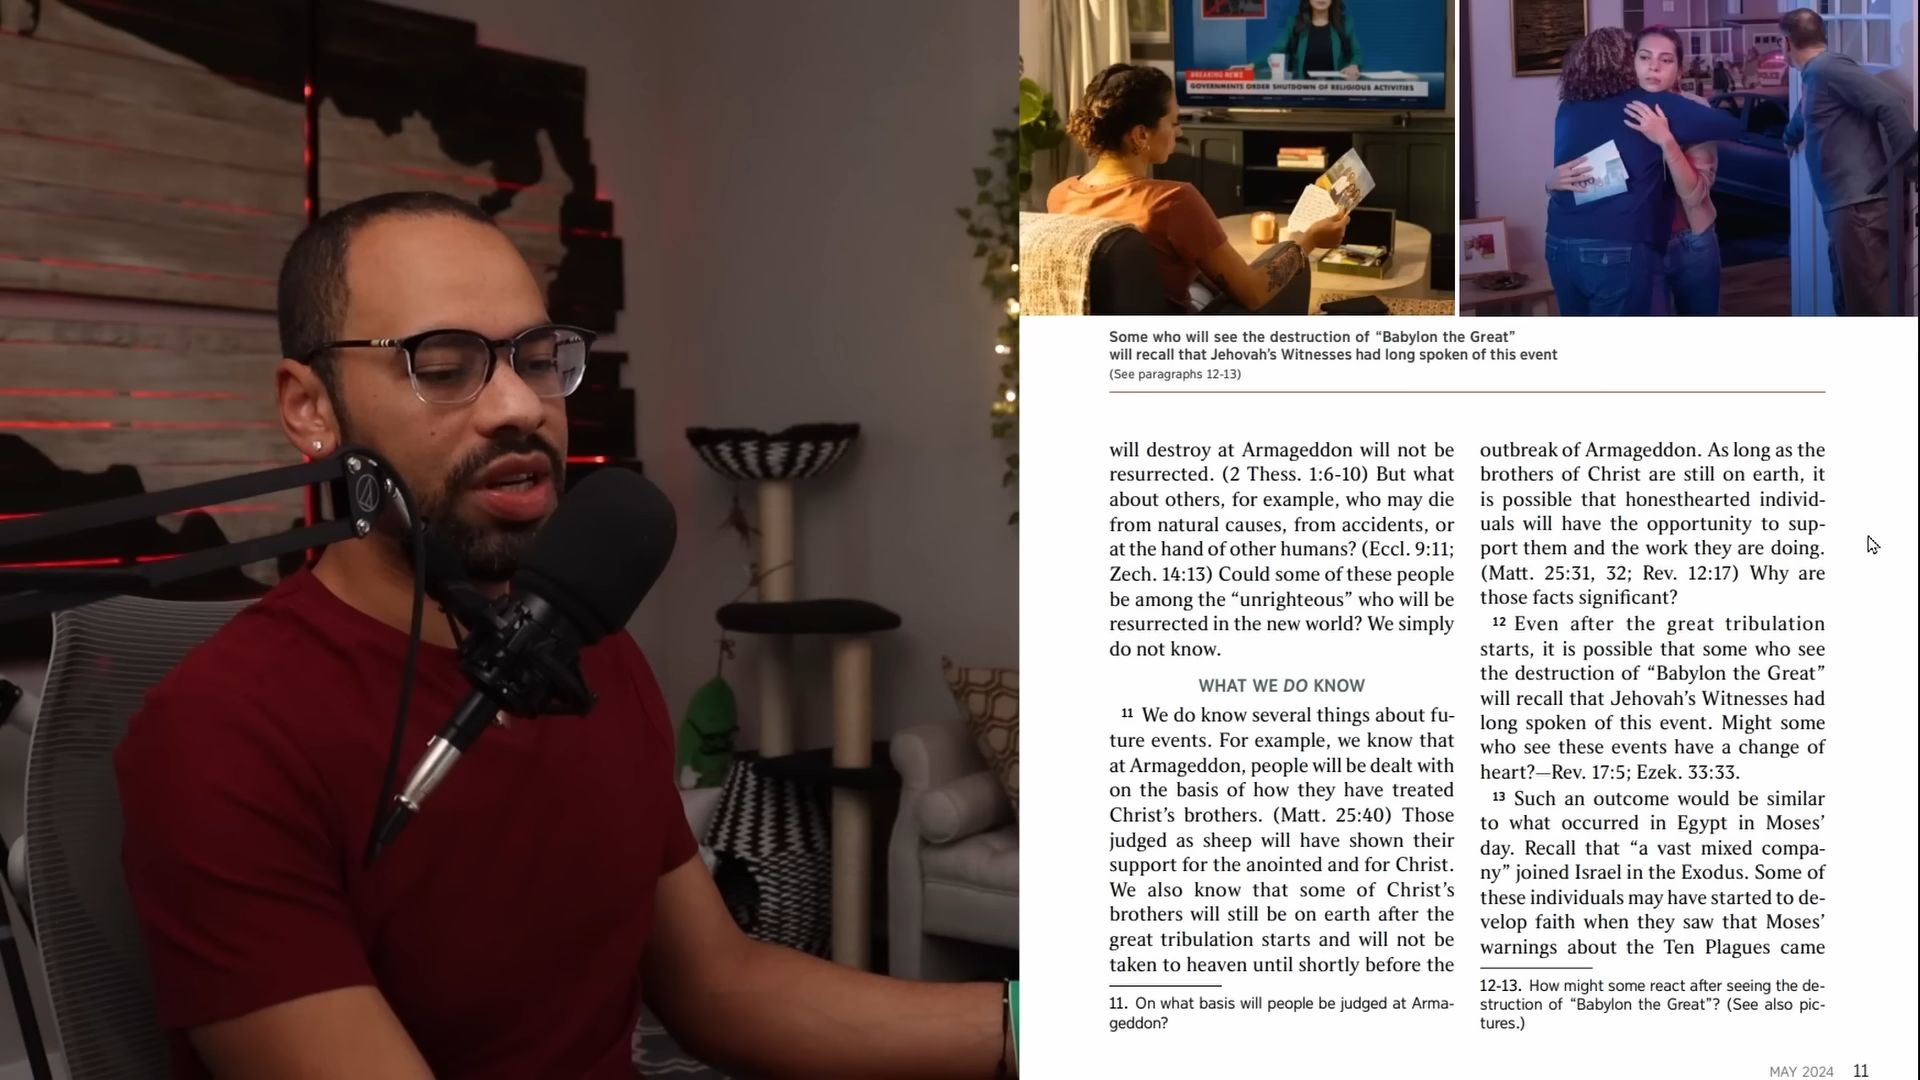 BREAKING NEWS
GOVERNMENTS ORDER SHUTDOWN OF RELIGIOUS ACTIVITIES
POLICE
Some who will see the destruction of “Babylon the Great”
will recall that Jehovah’s Witnesses had long spoken of this event
(See paragraphs 12-13)
will destroy at Armageddon will not be
resurrected. (2 Thess. 1:6-10) But what
about others, for example, who may die
from natural causes, from accidents, or
at the hand of other humans? (Eccl. 9:11;
Zech. 14:13) Could some of these people
be among the “unrighteous” who will be
resurrected in the new world? We simply
do not know.
WHAT WE DO KNOW
11 We do know several things about fu-
ture events. For example, we know that
at Armageddon, people will be dealt with
on the basis of how they have treated
Christ’s brothers. (Matt. 25:40) Those
judged as sheep will have shown their
support for the anointed and for Christ.
We also know that some of Christ’s
brothers will still be on earth after the
great tribulation starts and will not be
taken to heaven until shortly before the
11. On what basis will people be judged at Arma-
geddon?
outbreak of Armageddon. As long as the
brothers of Christ are still on earth, it
is possible that honesthearted individ-
uals will have the opportunity to sup-
port them and the work they are doing.
(Matt. 25:31, 32; Rev. 12:17) Why are
those facts significant?
12 Even after the great tribulation
starts, it is possible that some who see
the destruction of “Babylon the Great”
will recall that Jehovah’s Witnesses had
long spoken of this event. Might some
who see these events have a change of
heart?—Rev. 17:5; Ezek. 33:33.
13 Such an outcome would be similar
to what occurred in Egypt in Moses’
day. Recall that “a vast mixed compa-
ny” joined Israel in the Exodus. Some of
these individuals may have started to de-
velop faith when they saw that Moses’
warnings about the Ten Plagues came
12-13. How might some react after seeing the de-
struction of “Babylon the Great”? (See also pic-
tures.)
MAY 2024 11